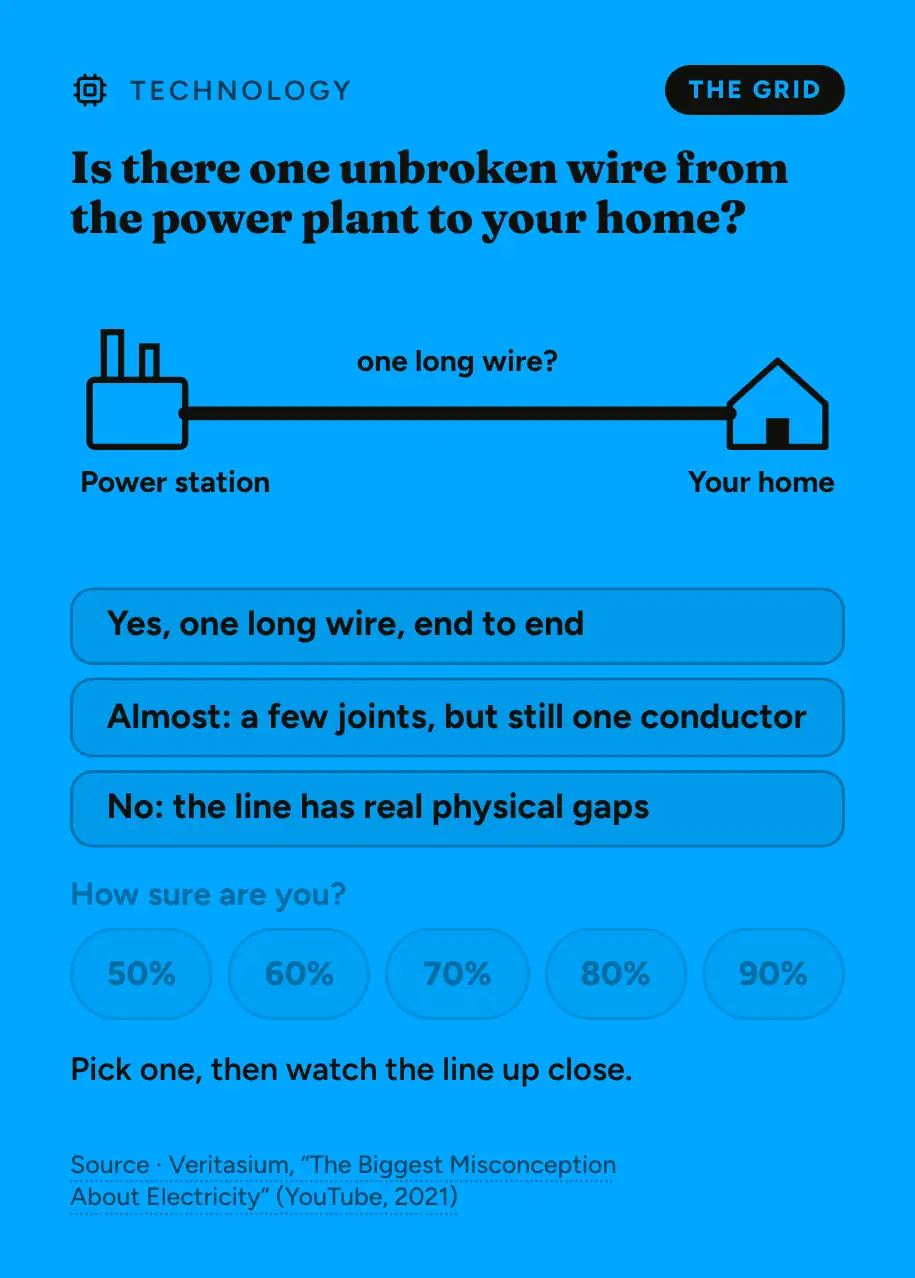 TECHNOLOGY
THE GRID
Is there one unbroken wire from
the power plant to your home?
one long wire?
Power station
Your home
Yes, one long wire, end to end
Almost: a few joints, but still one conductor
No: the line has real physical gaps
How sure are you?
50%
60%
70%
80%
90%
Pick one, then watch the line up close.
Source · Veritasium, “The Biggest Misconception
About Electricity” (YouTube, 2021)